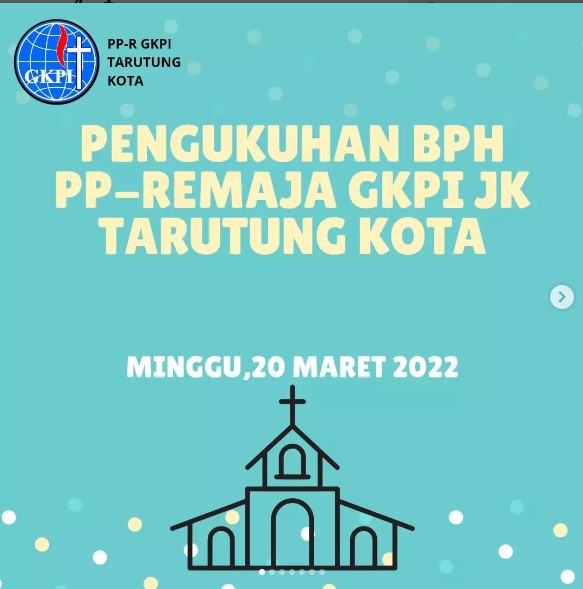 GKPI
PP-R GKPI
TARUTUNG
KOTA
PENGUKUHAN BPH
PP-REMAJA GKPI JK
TARUTUNG KOTA
MINGGU,20 MARET 2022